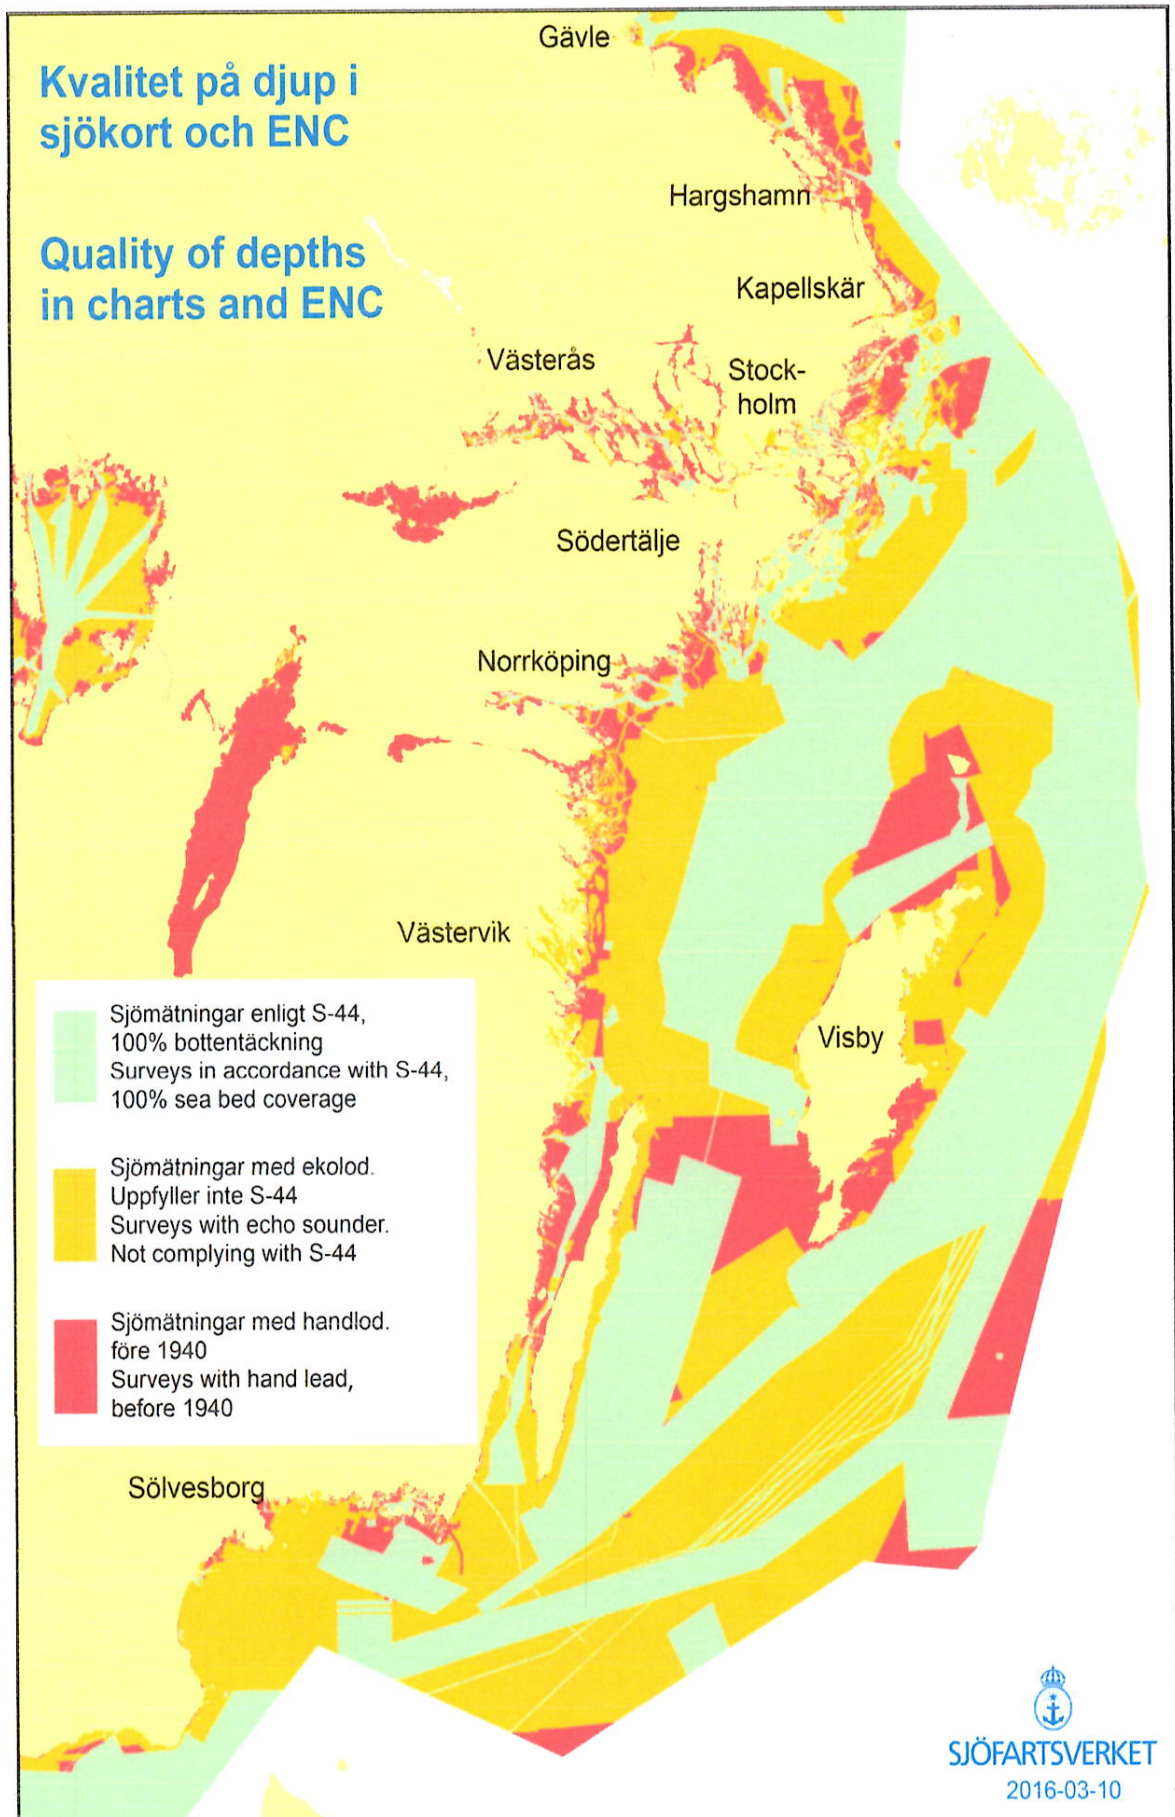 Gävle
Kvalitet på djup i
sjökort och ENC
Hargshamn
Quality of depths
in charts and ENC
Kapellskär
Västerås
Stock-
holm
Södertälje
Norrköping
Västervik
Visby
Sjömätningar enligt S-44,
100% bottentäckning
Surveys in accordance with S-44,
100% sea bed coverage
Sjömätningar med ekolod.
Uppfyller inte S-44
Surveys with echo sounder.
Not complying with S-44
Sjömätningar med handlod.
före 1940
Surveys with hand lead,
before 1940
Sölvesborg
SJÖFARTSVERKET
2016-03-10